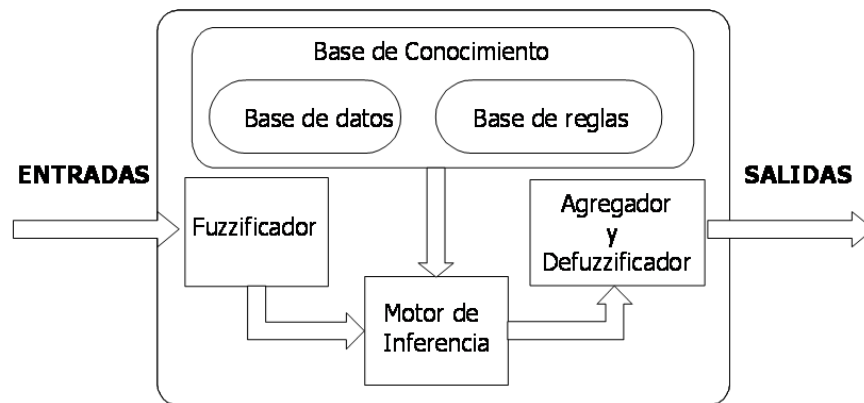 Base de Conocimiento
Base de datos
Base de reglas
ENTRADAS
SALIDAS
Fuzzificador
Agregador
y
Defuzzificador
Motor de
Inferencia